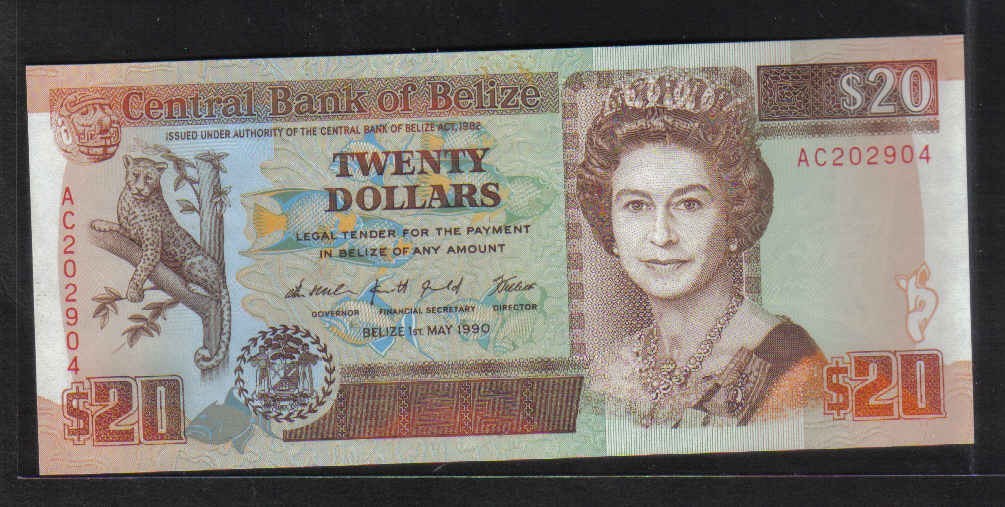 Central Bank of Belize
$20
ISSUED UNDER AUTHORITY OF THE CENTRAL BANK OF BELIZE ACT, 1982
TWENTY
DOLLARS
AC202904
AC202904
LEGAL TENDER FOR THE PAYMENT
IN BELIZE OF ANY AMOUNT
GOVERNOR FINANCIAL SECRETARY DIRECTOR
BELIZE 1ST. MAY 1990
$20
$20